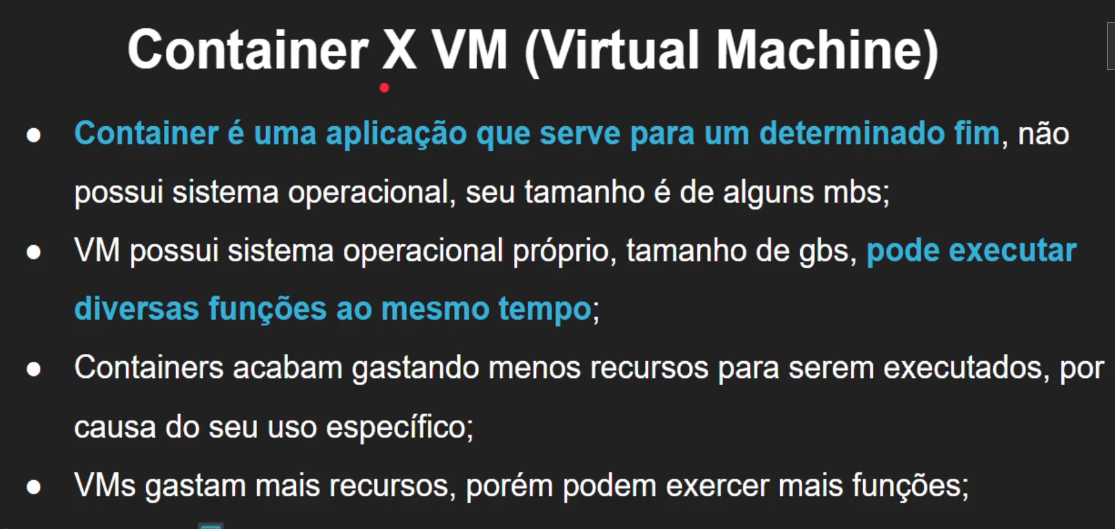 Container X VM (Virtual Machine)
● Container é uma aplicação que serve para um determinado fim, não
possui sistema operacional, seu tamanho é de alguns mbs;
● VM possui sistema operacional próprio, tamanho de gbs, pode executar
diversas funções ao mesmo tempo;
● Containers acabam gastando menos recursos para serem executados, por
causa do seu uso específico;
● VMs gastam mais recursos, porém podem exercer mais funções;